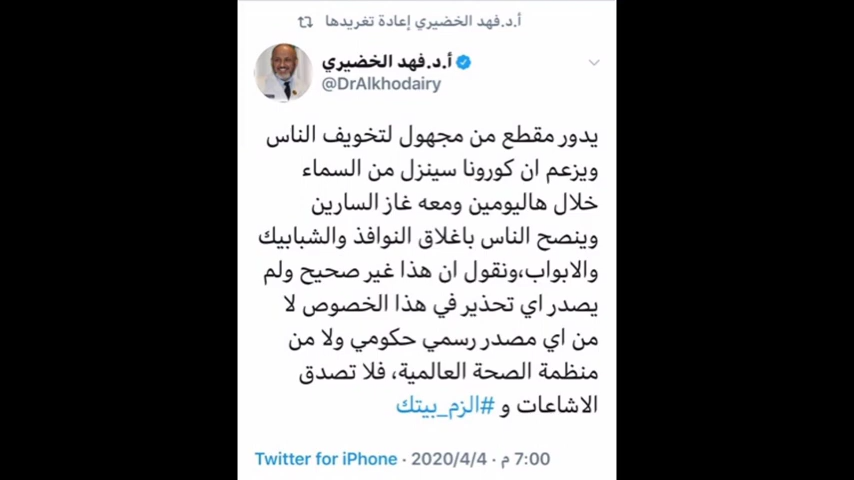 أ.د.فهد الخضيري إعادة تغريدها
أ.د.فهد الخضيري
@DrAlkhodairy
يدور مقطع من مجهول لتخويف الناس
ويزعم ان كورونا سينزل من السماء
خلال هاليومين ومعه غاز السارين
وينصح الناس باغلاق النوافذ والشبابيك
والابواب،ونقول ان هذا غير صحيح ولم
يصدر اي تحذير في هذا الخصوص لا
من اي مصدر رسمي حكومي ولا من
منظمة الصحة العالمية، فلا تصدق
الاشاعات و #الزم_بيتك
7:00 م · 2020/4/4 · Twitter for iPhone